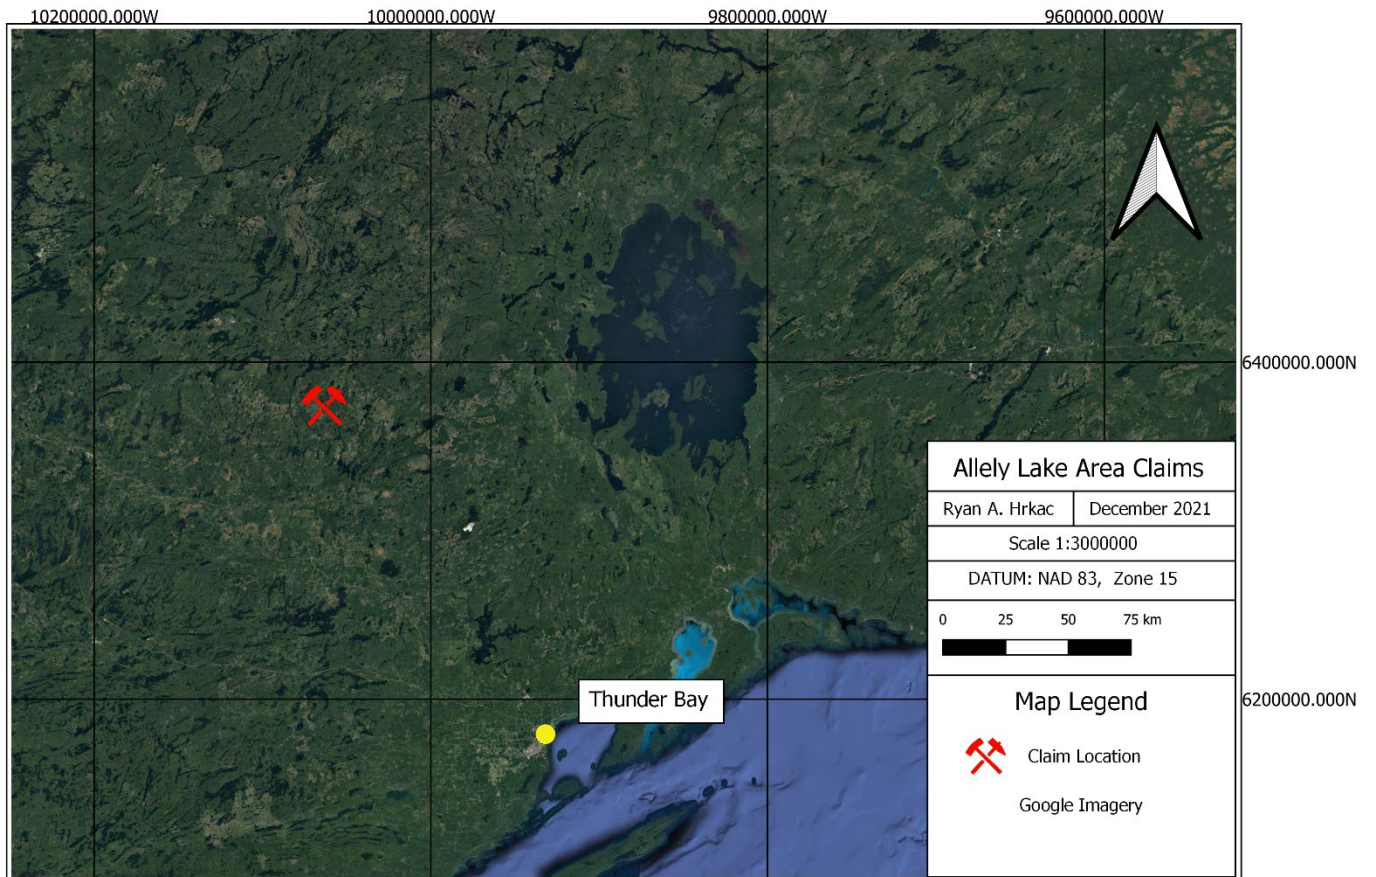 10200000.000W 10000000.000W 9800000.000W 9600000.000W
6400000.000N
Allely Lake Area Claims
Ryan A. Hrkac December 2021
Scale 1:3000000
DATUM: NAD 83, Zone 15
0 25 50 75 km
Thunder Bay
6200000.000N
Map Legend
Claim Location
Google Imagery